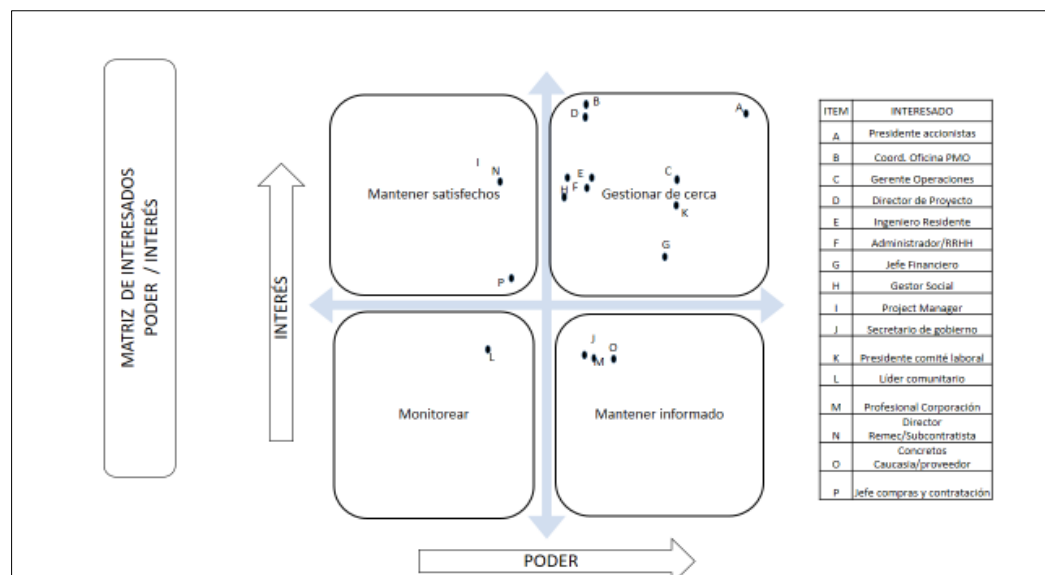 MATRIZ DE INTERESADOS
PODER / INTERÉS
INTERÉS
PODER
Mantener satisfechos
I
N
P
Gestionar de cerca
B
D
A
E
F
H
C
K
G
Monitorear
L
Mantener informado
J
O
M
ITEM INTERESADO
A Presidente accionistas
B Coord. Oficina PMO
C Gerente Operaciones
D Director de Proyecto
E Ingeniero Residente
F Administrador/RRHH
G Jefe Financiero
H Gestor Social
I Project Manager
J Secretario de gobierno
K Presidente comité laboral
L Líder comunitario
M Profesional Corporación
N Director
Remec/Subcontratista
O Concretos
Caucasia/proveedor
P Jefe compras y contratación